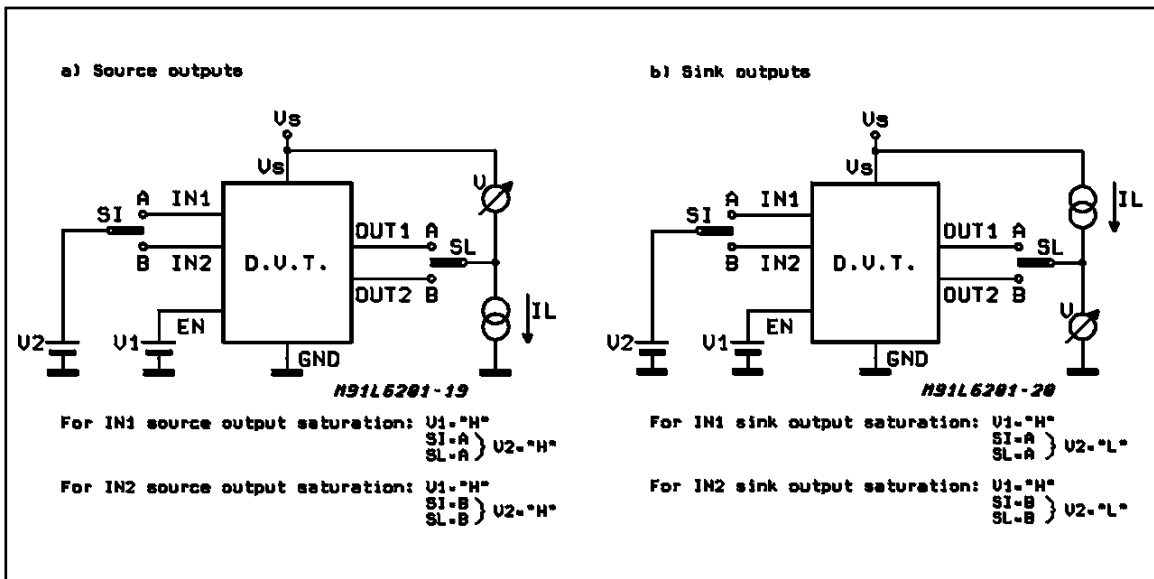 a) Source outputs
Vs
Vs
A IN1
SI
B IN2
D.V.T.
OUT1 A
SL
OUT2 B
V
IL
EN
V2
V1
GND
M91L6201-19
For IN1 source output saturation: V1="H"
SI=A
SL=A } V2="H"
For IN2 source output saturation: V1="H"
SI=B
SL=B } V2="H"
b) Sink outputs
Vs
Vs
A IN1
SI
B IN2
D.V.T.
OUT1 A
SL
OUT2 B
IL
V
EN
V2
V1
GND
M91L6201-20
For IN1 sink output saturation: V1="H"
SI=A
SL=A } V2="L"
For IN2 sink output saturation: V1="H"
SI=B
SL=B } V2="L"